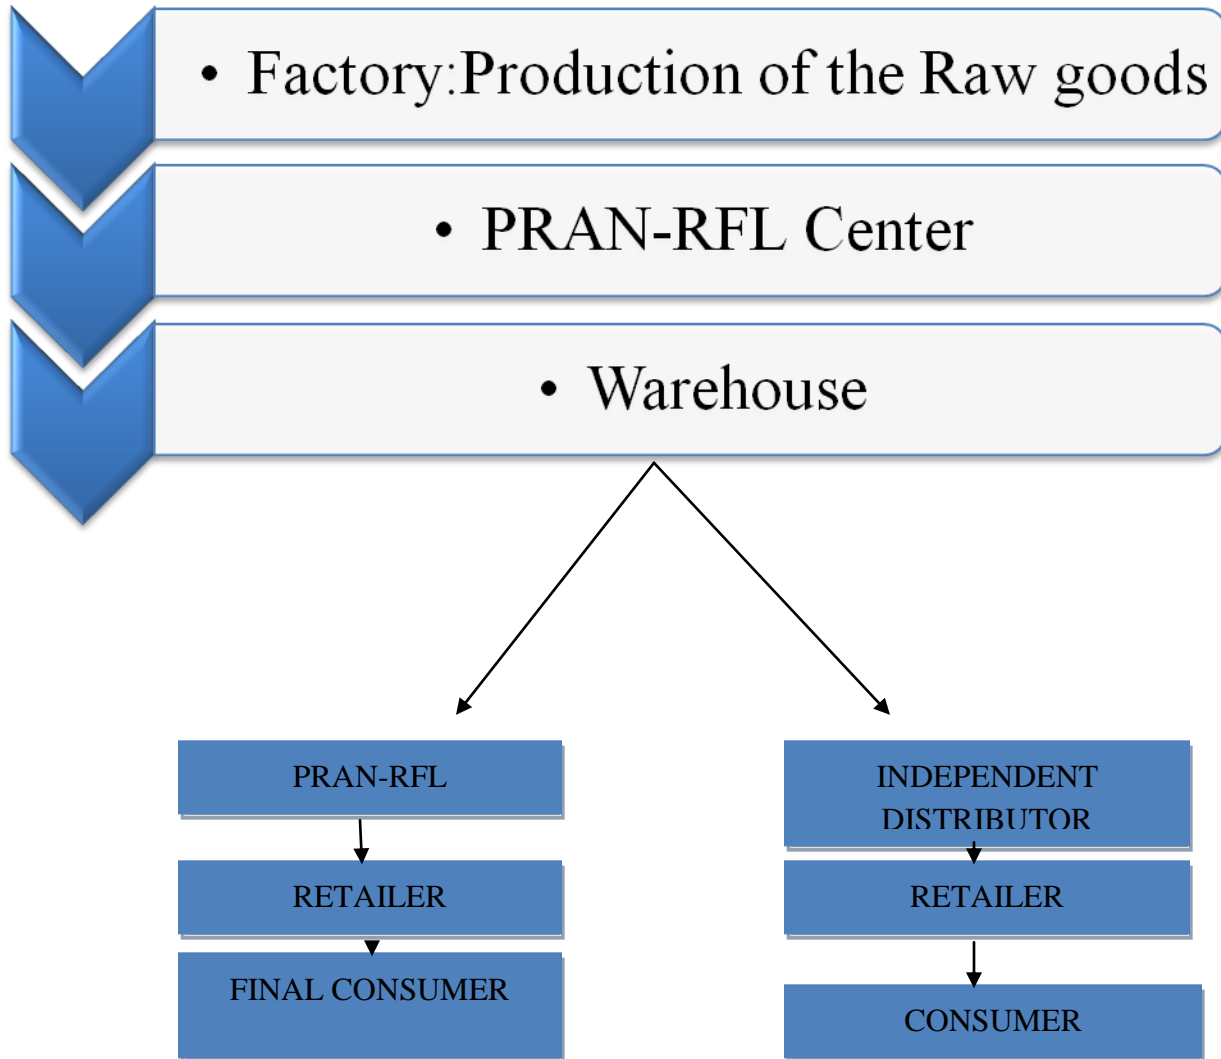 • Factory:Production of the Raw goods
• PRAN-RFL Center
• Warehouse
PRAN-RFL
RETAILER
FINAL CONSUMER
INDEPENDENT
DISTRIBUTOR
RETAILER
CONSUMER